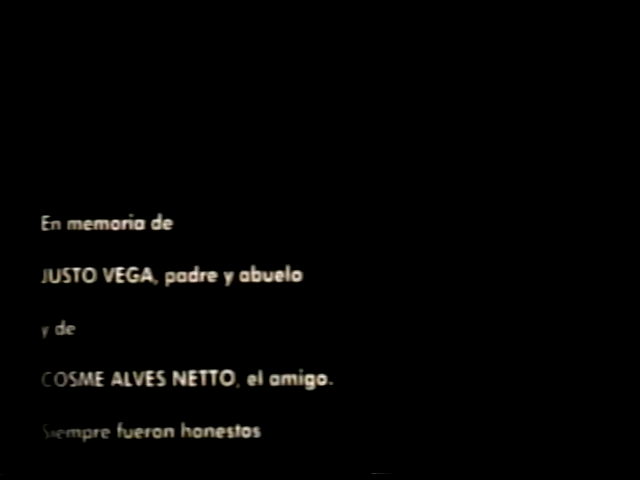 En memoria de
JUSTO VEGA, padre y abuelo
y de
COSME ALVES NETTO, el amigo.
Siempre fueron honestos